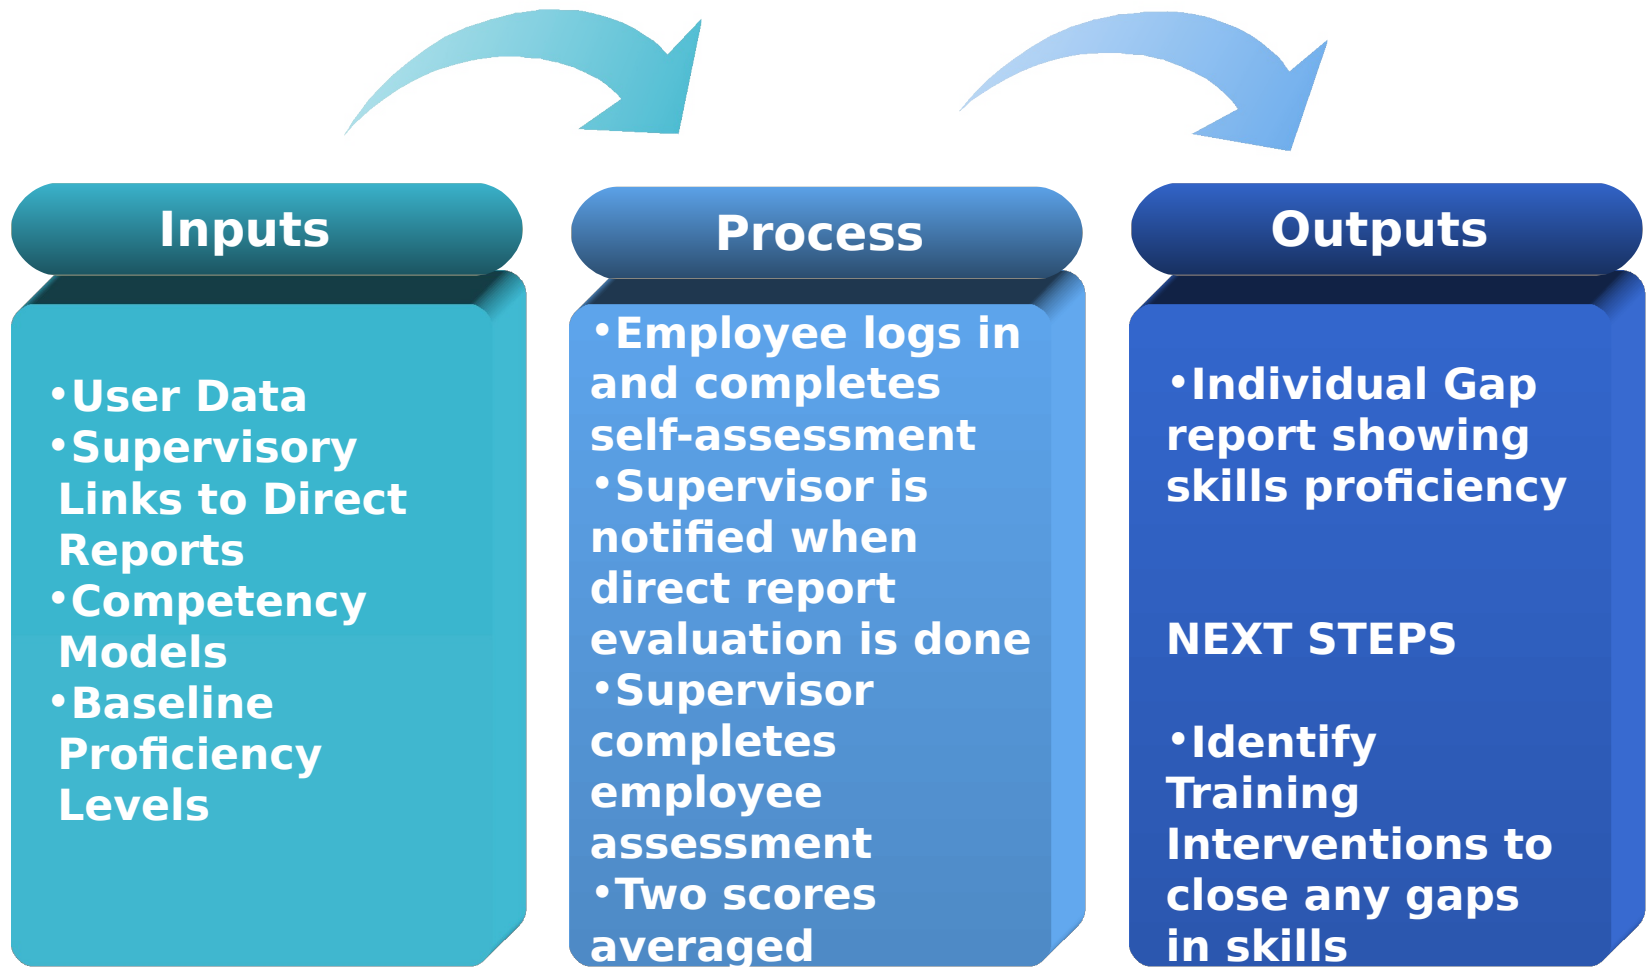 Inputs
•User Data
•Supervisory
Links to Direct
Reports
•Competency
Models
•Baseline
Proficiency
Levels
Process
•Employee logs in
and completes
self-assessment
•Supervisor is
notified when
direct report
evaluation is done
•Supervisor
completes
employee
assessment
•Two scores
averaged
Outputs
•Individual Gap
report showing
skills proficiency
NEXT STEPS
•Identify
Training
Interventions to
close any gaps
in skills